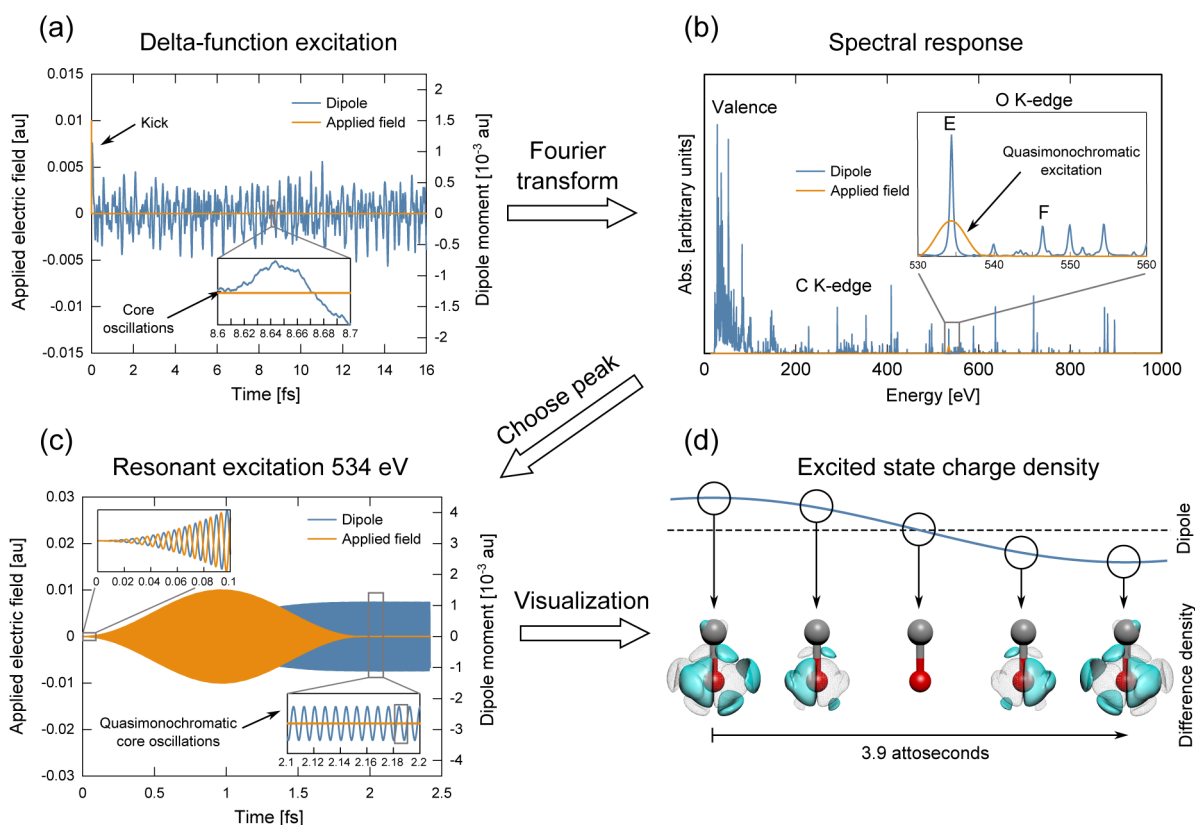 (a)
Delta-function excitation
0.015
0.01
0.005
0
-0.005
-0.01
-0.015
Applied electric field [au]
2
1.5
1
0.5
0
-0.5
-1
-1.5
-2
Dipole moment [10⁻³ au]
Dipole
Applied field
Kick
Core
oscillations
8.6 8.62 8.64 8.66 8.68 8.7
0 2 4 6 8 10 12 14 16
Time [fs]
Fourier
transform
(b)
Spectral response
Valence
O K-edge
E
Quasimonochromatic
excitation
Dipole
Applied field
F
530 540 550 560
C K-edge
Abs. [arbitrary units]
0 200 400 600 800 1000
Energy [eV]
Choose peak
(c)
Resonant excitation 534 eV
0.03
0.02
0.01
0
-0.01
-0.02
-0.03
Applied electric field [au]
4
3
2
1
0
-1
-2
-3
-4
Dipole moment [10⁻³ au]
Dipole
Applied field
0 0.02 0.04 0.06 0.08 0.1
Quasimonochromatic
core oscillations
2.1 2.12 2.14 2.16 2.18 2.2
0 0.5 1 1.5 2 2.5
Time [fs]
Visualization
(d)
Excited state charge density
Dipole
Difference density
3.9 attoseconds